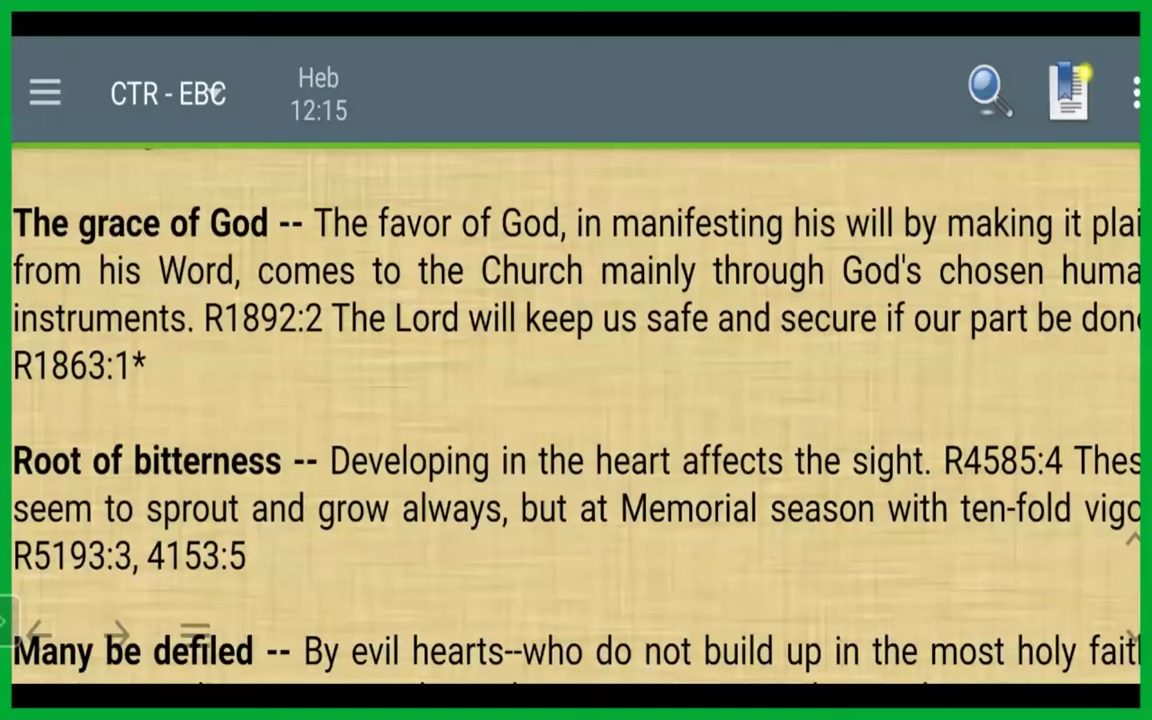 CTR - EBC
Heb
12:15
The grace of God -- The favor of God, in manifesting his will by making it plai
from his Word, comes to the Church mainly through God's chosen huma
instruments. R1892:2 The Lord will keep us safe and secure if our part be done
R1863:1*
Root of bitterness -- Developing in the heart affects the sight. R4585:4 Thes
seem to sprout and grow always, but at Memorial season with ten-fold vigo
R5193:3, 4153:5
Many be defiled -- By evil hearts--who do not build up in the most holy fait